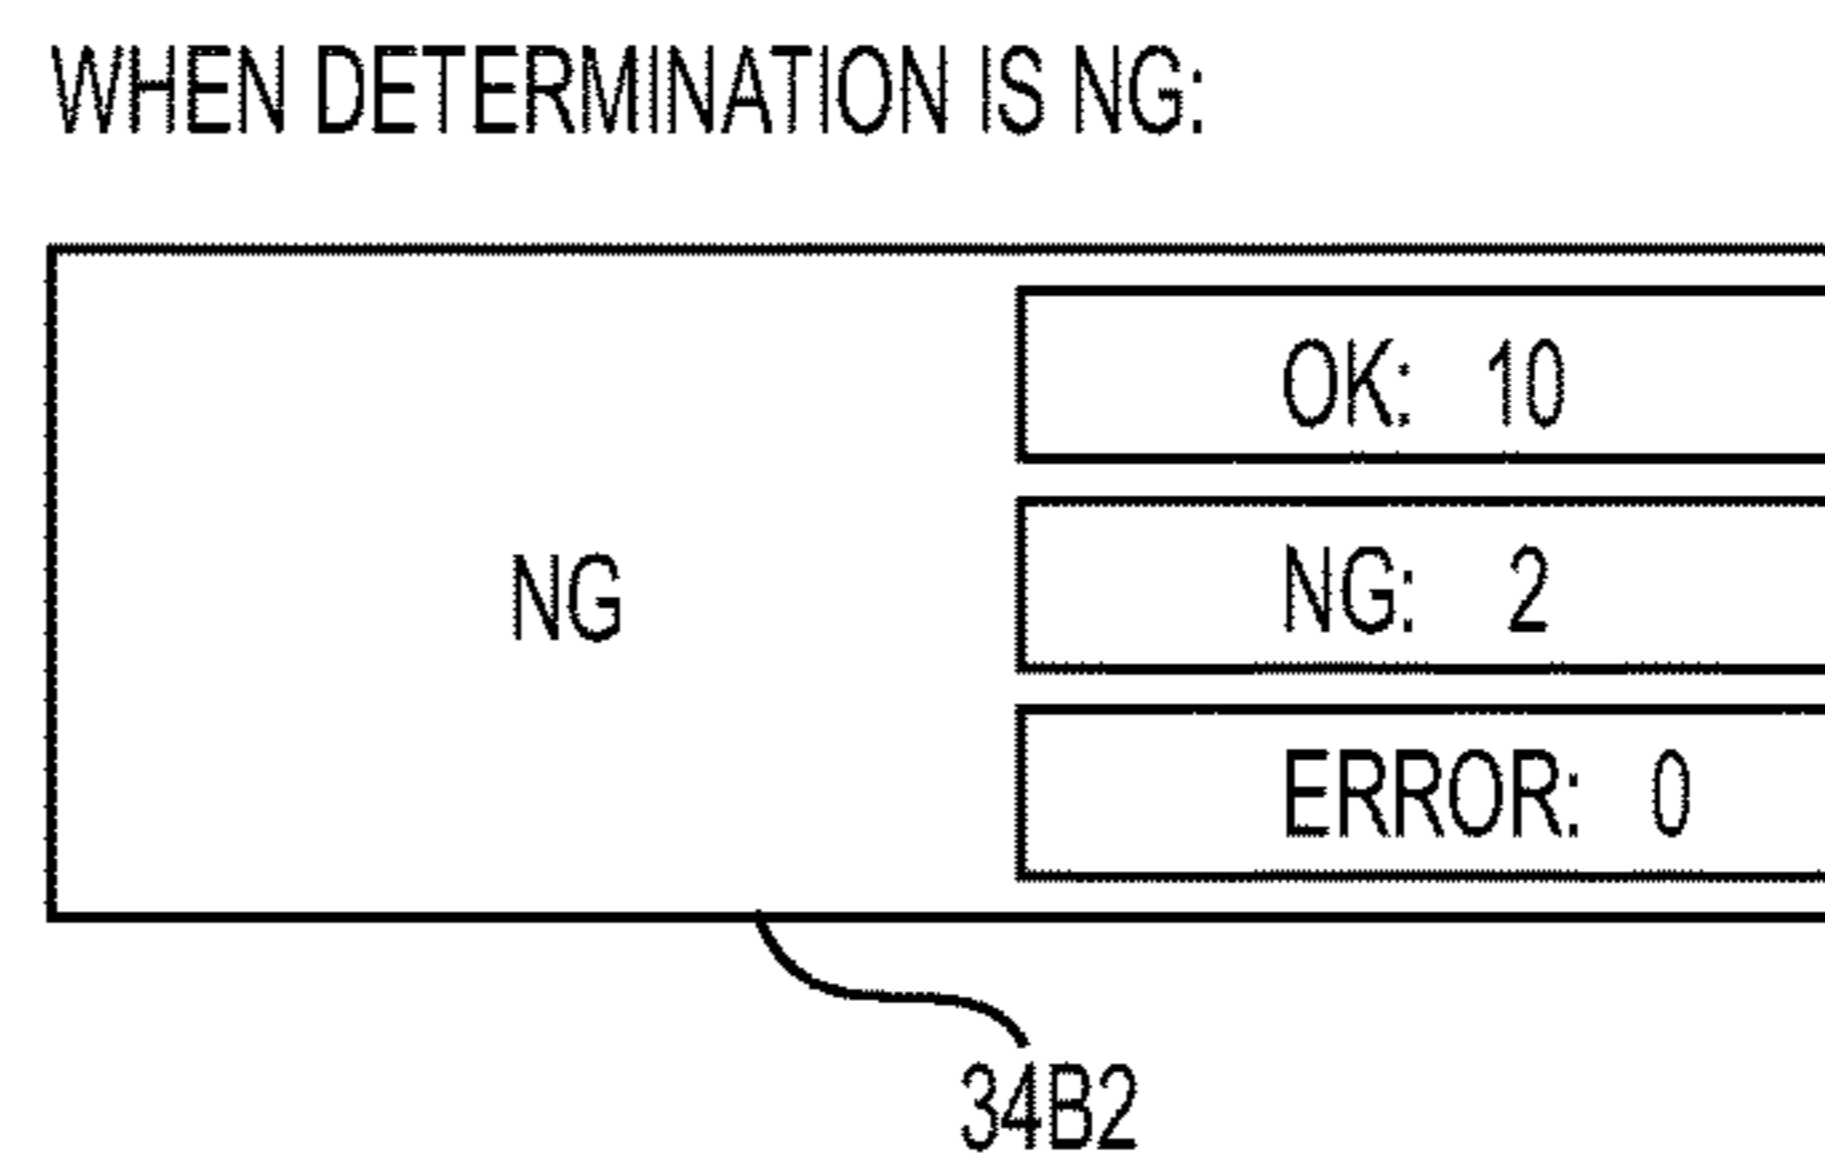 WHEN DETERMINATION IS NG:
OK: 10
NG
NG: 2
ERROR: 0
34B2